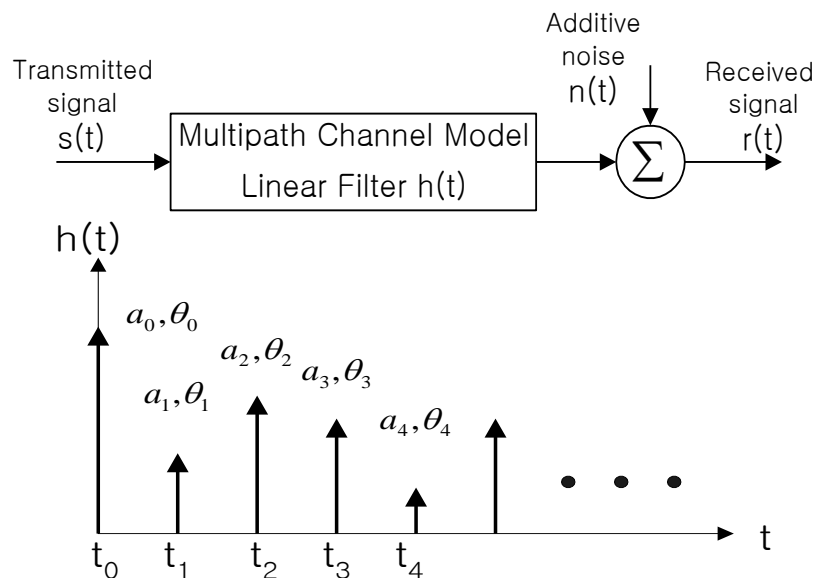 Transmitted
signal
s(t)
Multipath Channel Model
Linear Filter h(t)
Additive
noise
n(t)
Σ
Received
signal
r(t)
h(t)
a₀,θ₀
a₁,θ₁
a₂,θ₂
a₃,θ₃
a₄,θ₄
t₀ t₁ t₂ t₃ t₄ t